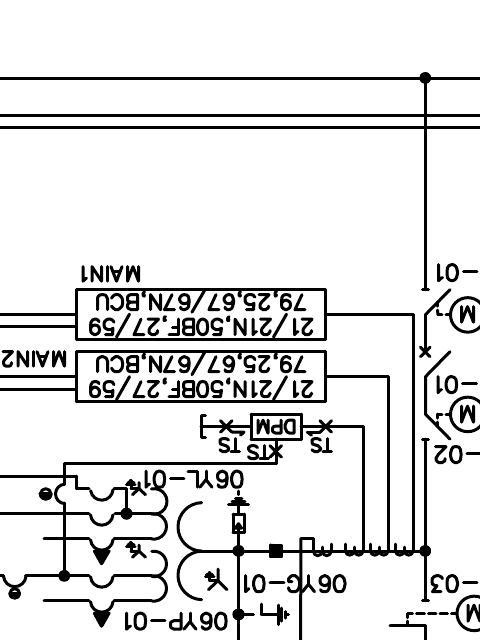 06YP-01
03-
06YG-01
06YL-01
TS
TS
TS
DPM
02-
M
01-
21/21N,50BF,27/59
79,25,67/67N,BCU
MAIN2
M
21/21N,50BF,27/59
79,25,67/67N,BCU
MAIN1
01-
M